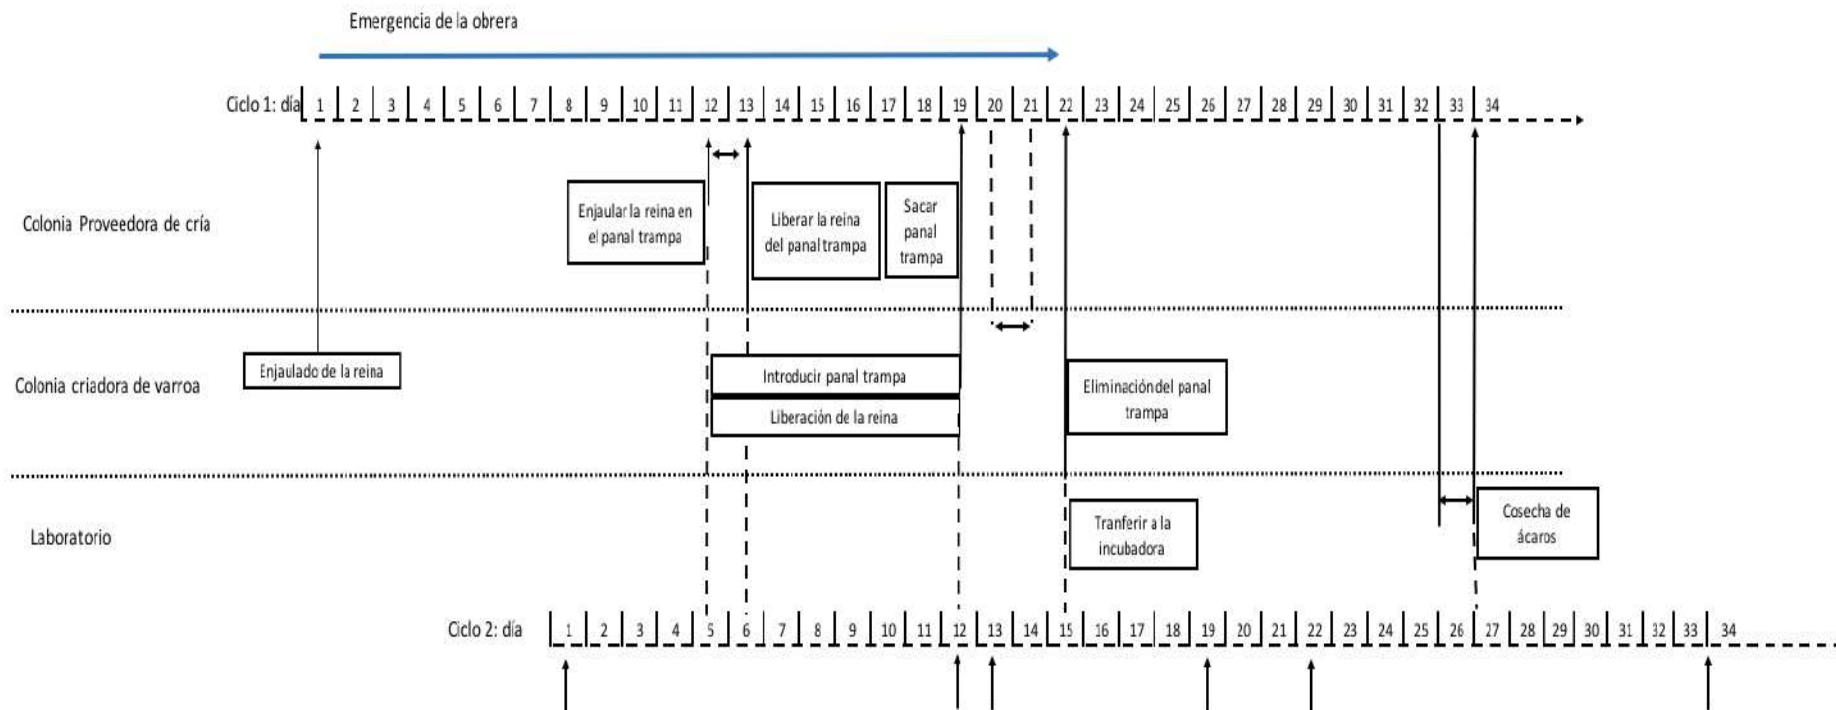 Emergencia de la obrera
Ciclo 1: día 1 2 3 4 5 6 7 8 9 10 11 12 13 14 15 16 17 18 19 20 21 22 23 24 25 26 27 28 29 30 31 32 33 34
Colonia Proveedora de cría
Enjaular la reina en
el panal trampa
Liberar la reina
del panal trampa
Sacar
panal
trampa
Colonia criadora de varroa
Enjaulado de la reina
Introducir panal trampa
Liberación de la reina
Eliminación del panal
trampa
Laboratorio
Tranferir a la
incubadora
Cosecha de
ácaros
Ciclo 2: día 1 2 3 4 5 6 7 8 9 10 11 12 13 14 15 16 17 18 19 20 21 22 23 24 25 26 27 28 29 30 31 32 33 34